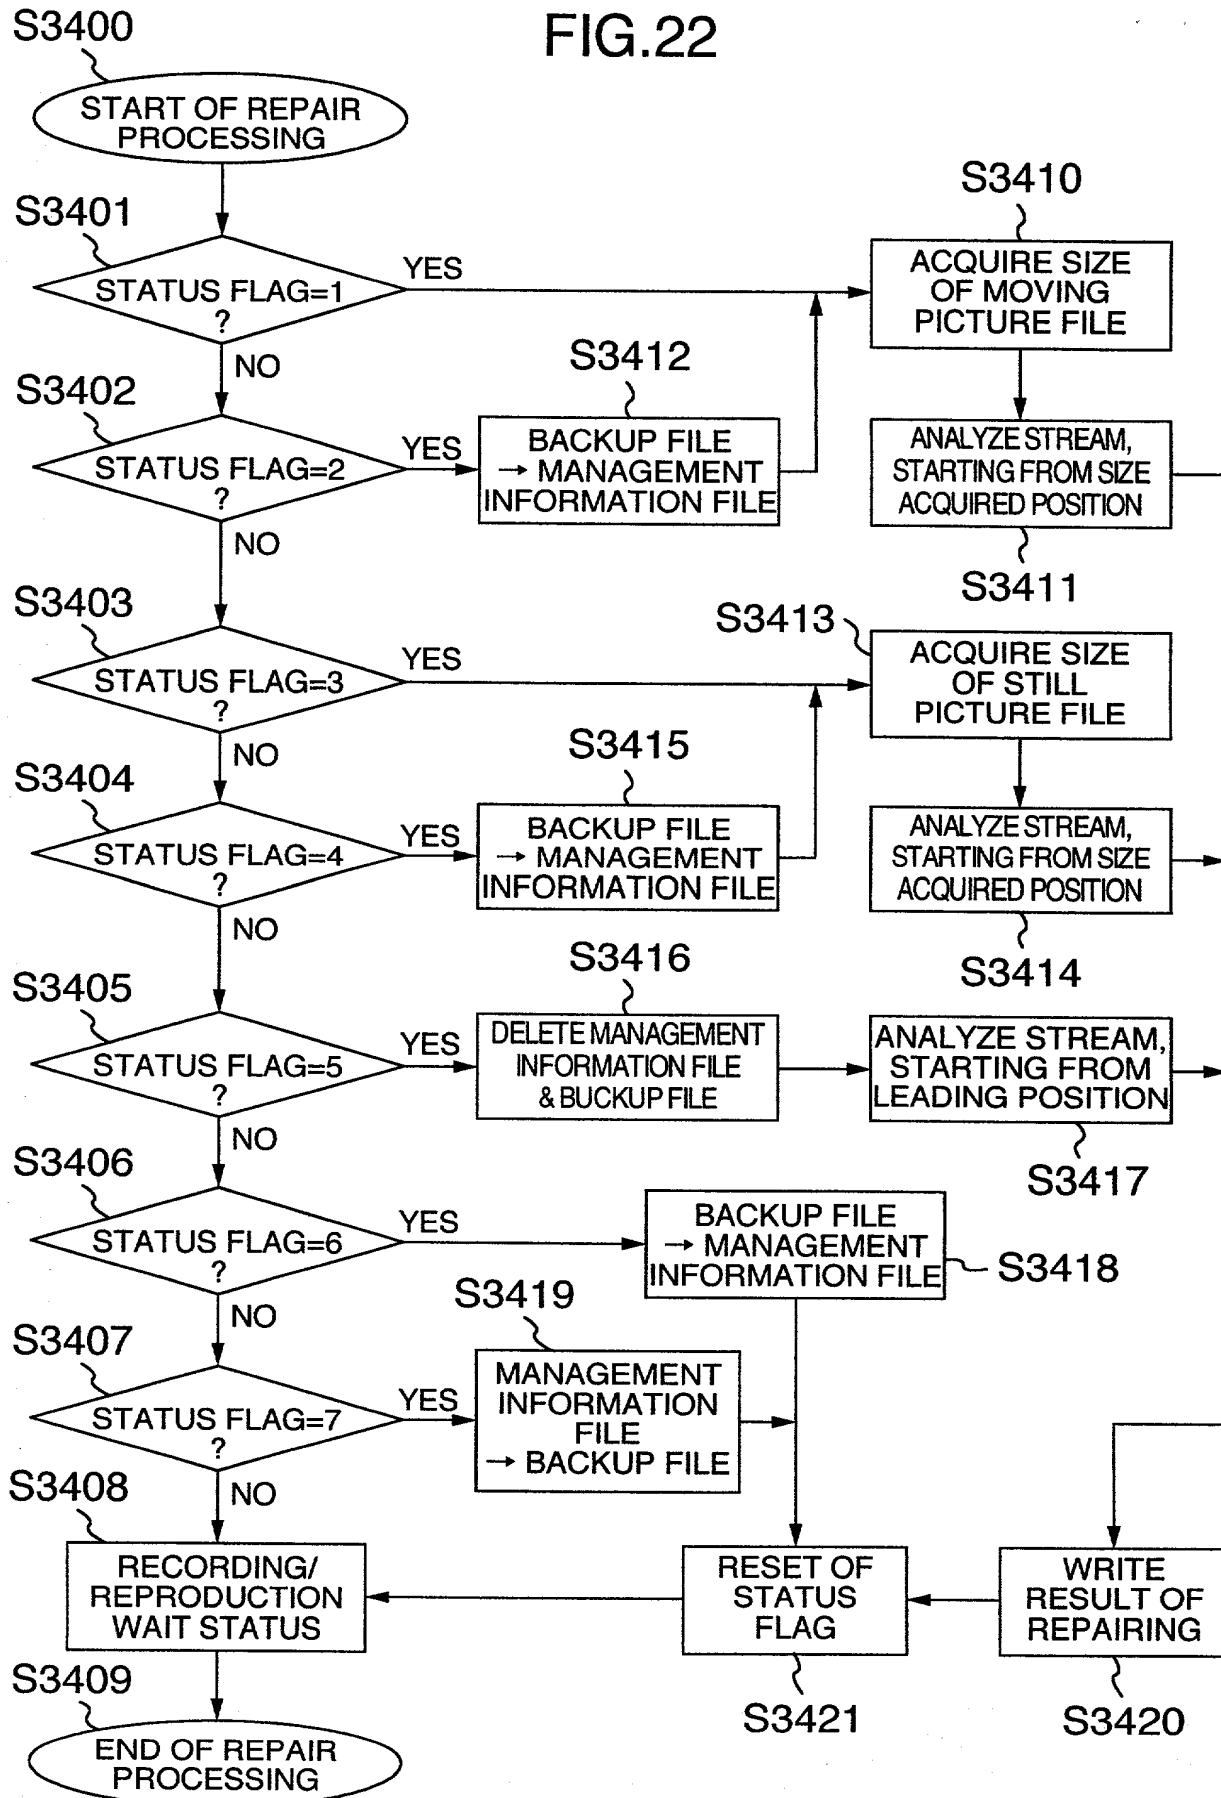 FIG.22
S3400
START OF REPAIR
PROCESSING
S3401
STATUS FLAG=1
?
YES
NO
S3410
ACQUIRE SIZE
OF MOVING
PICTURE FILE
S3402
STATUS FLAG=2
?
YES
NO
S3412
BACKUP FILE
→ MANAGEMENT
INFORMATION FILE
ANALYZE STREAM,
STARTING FROM SIZE
ACQUIRED POSITION
S3411
S3403
STATUS FLAG=3
?
YES
NO
S3413
ACQUIRE SIZE
OF STILL
PICTURE FILE
S3404
STATUS FLAG=4
?
YES
NO
S3415
BACKUP FILE
→ MANAGEMENT
INFORMATION FILE
ANALYZE STREAM,
STARTING FROM SIZE
ACQUIRED POSITION
S3414
S3405
STATUS FLAG=5
?
YES
NO
S3416
DELETE MANAGEMENT
INFORMATION FILE
& BUCKUP FILE
ANALYZE STREAM,
STARTING FROM
LEADING POSITION
S3417
S3406
STATUS FLAG=6
?
YES
NO
BACKUP FILE
→ MANAGEMENT
INFORMATION FILE
S3418
S3407
STATUS FLAG=7
?
YES
NO
S3419
MANAGEMENT
INFORMATION
FILE
→ BACKUP FILE
S3408
RECORDING/
REPRODUCTION
WAIT STATUS
RESET OF
STATUS
FLAG
S3421
WRITE
RESULT OF
REPAIRING
S3420
S3409
END OF REPAIR
PROCESSING